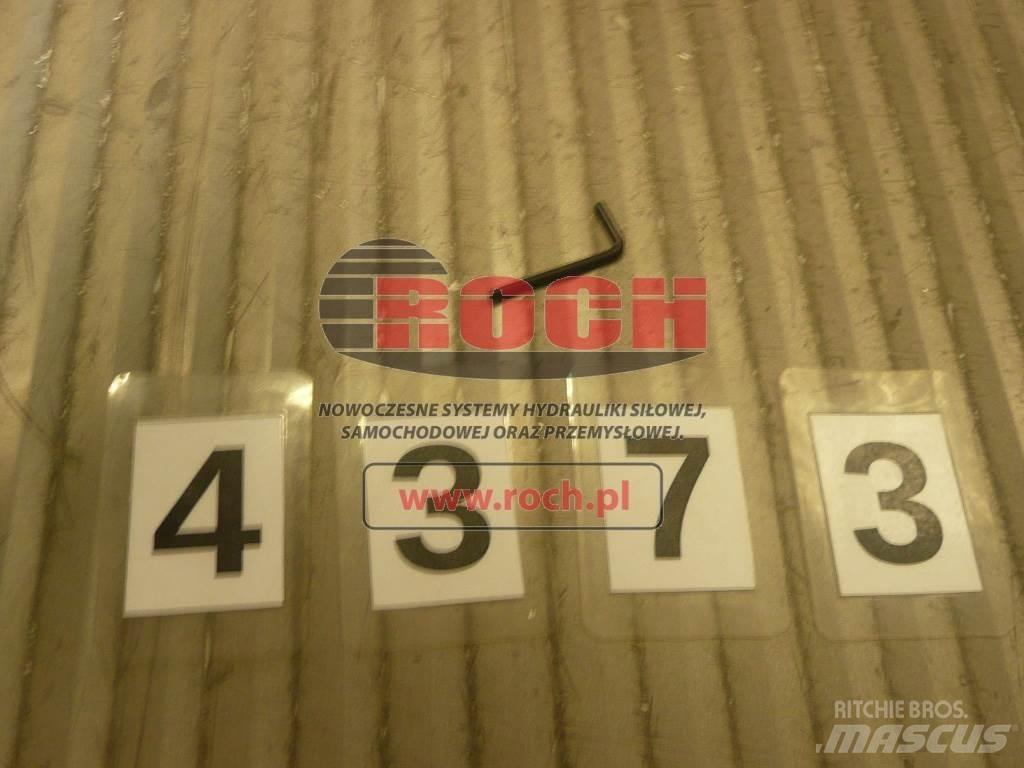 ROCH
NOWOCZESNE SYSTEMY HYDRAULIKI SIŁOWEJ,
SAMOCHODOWEJ ORAZ PRZEMYSŁOWEJ.
www.roch.pl
4 3 7 3
RITCHIE BROS.
MASCUS